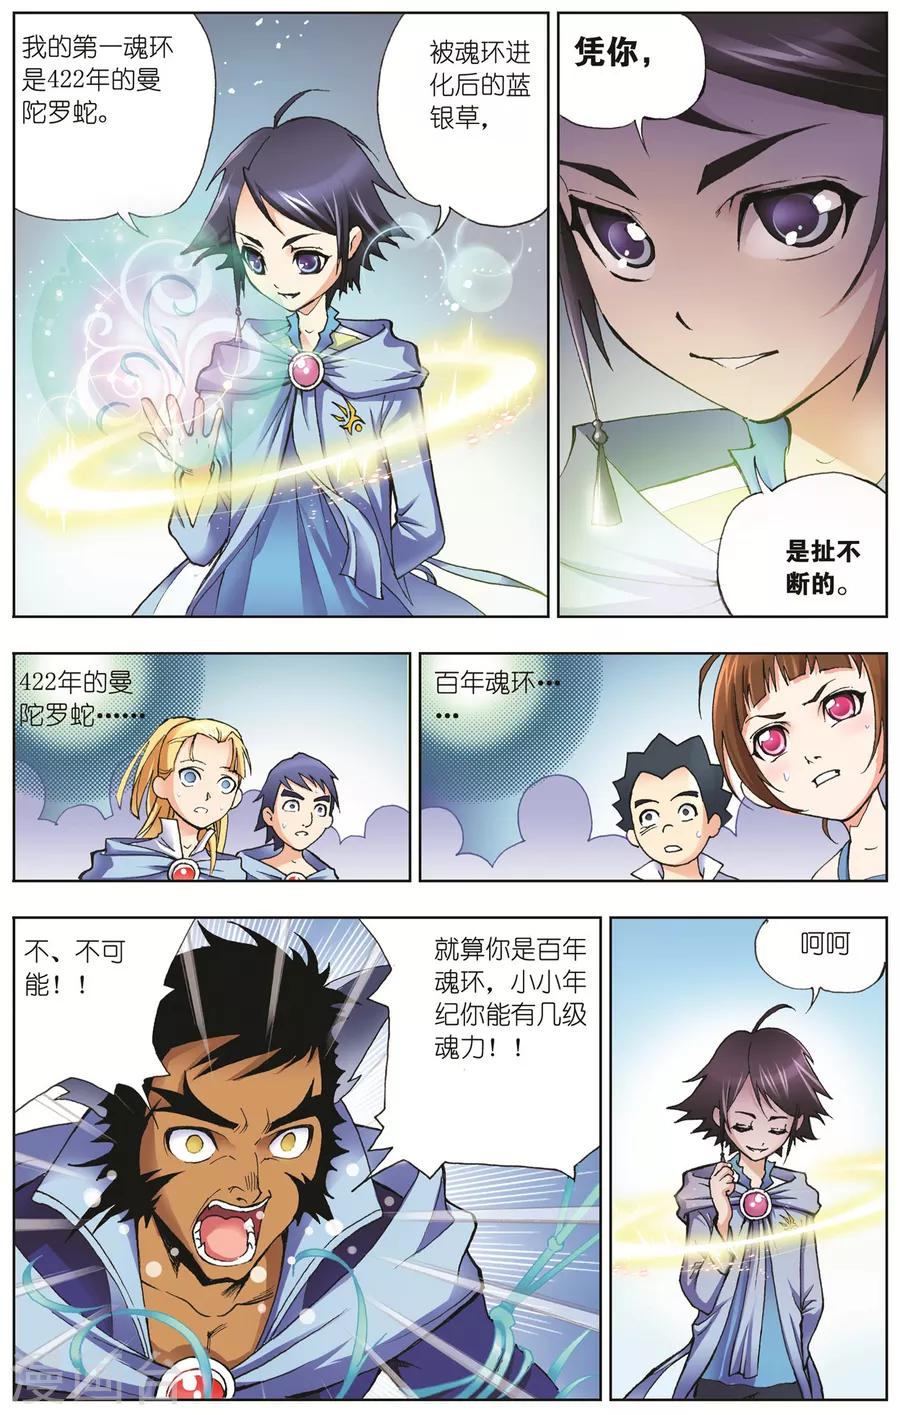 我的第一魂环
是422年的曼
陀罗蛇。
被魂环进
化后的蓝
银草，
凭你，
是扯不
断的。
422年的曼
陀罗蛇……
百年魂环…
…
不、不可
能！！
就算你是百年
魂环，小小年
纪你能有几级
魂力！！
呵呵
漫画台